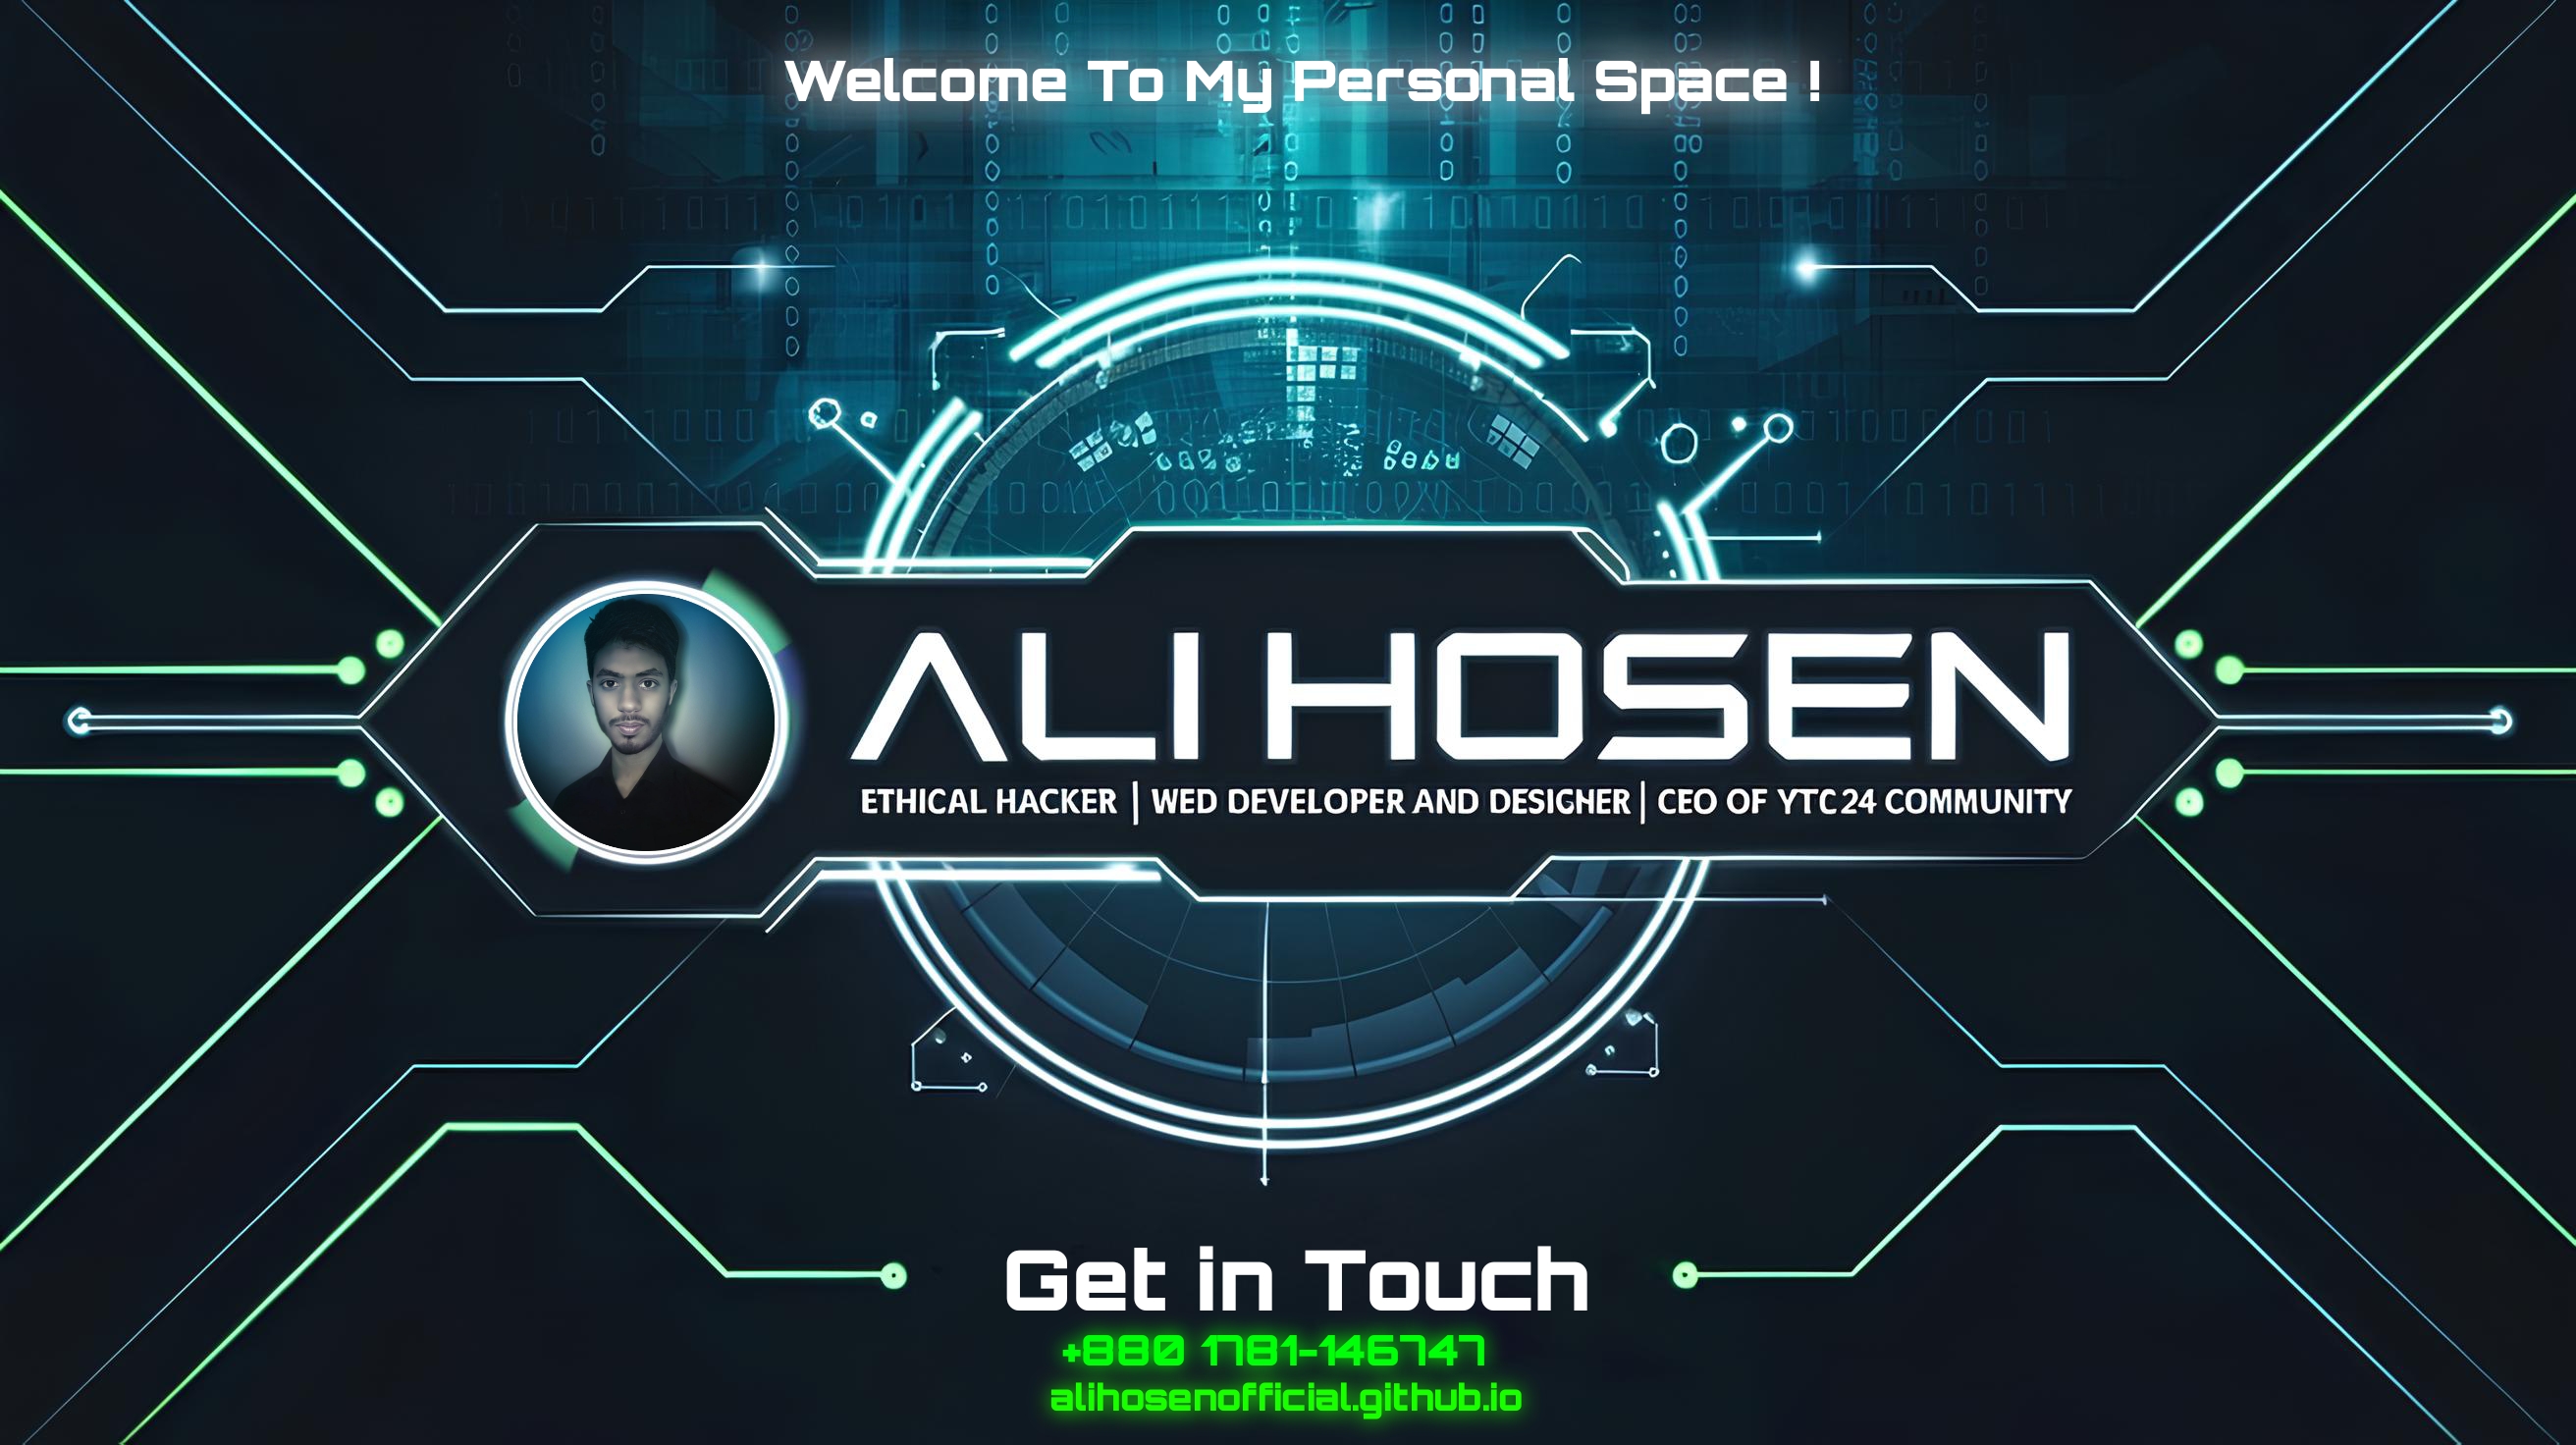 Welcome To My Personal Space !
ALI HOSEN
ETHICAL HACKER | WED DEVELOPER AND DESIGHER | CEO OF YTC24 COMMUNITY
Get in Touch
+880 1781-146747
alihosenofficial.github.io